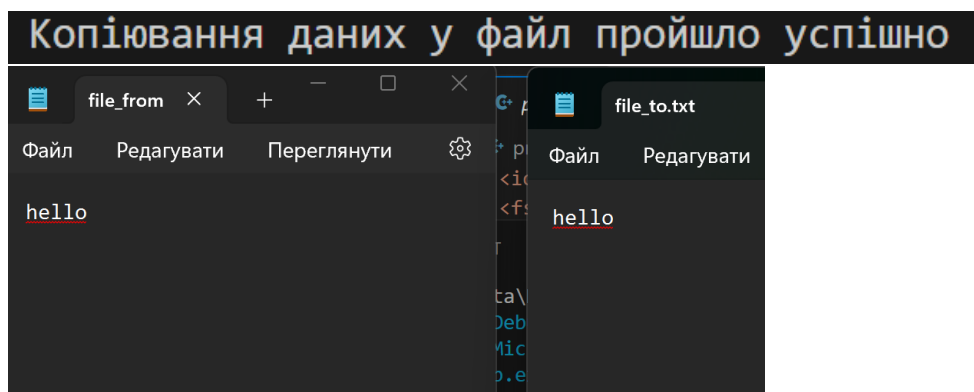 Копіювання даних у файл пройшло успішно
file_from
file_to.txt
Файл Редагувати Переглянути
Файл Редагувати
hello
hello